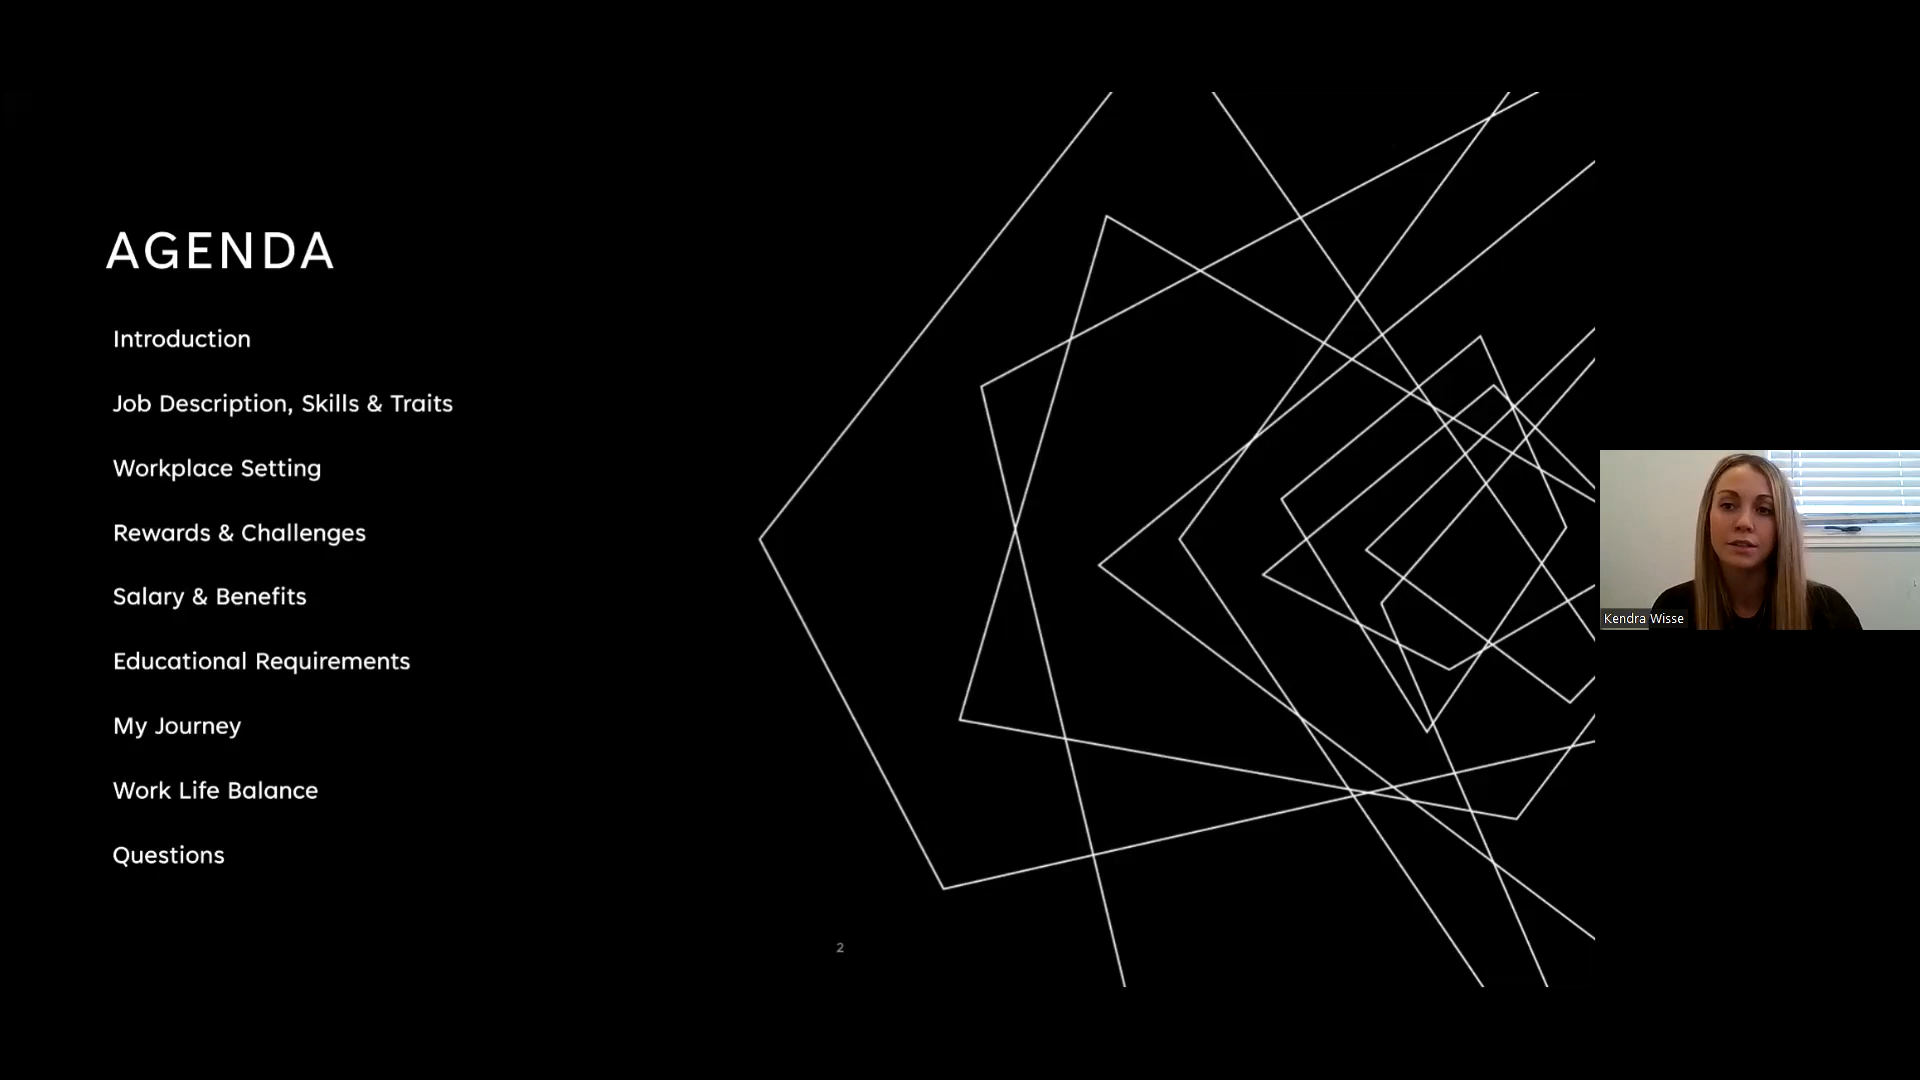 AGENDA
Introduction
Job Description, Skills & Traits
Workplace Setting
Rewards & Challenges
Salary & Benefits
Educational Requirements
My Journey
Work Life Balance
Questions
2
Kendra Wisse